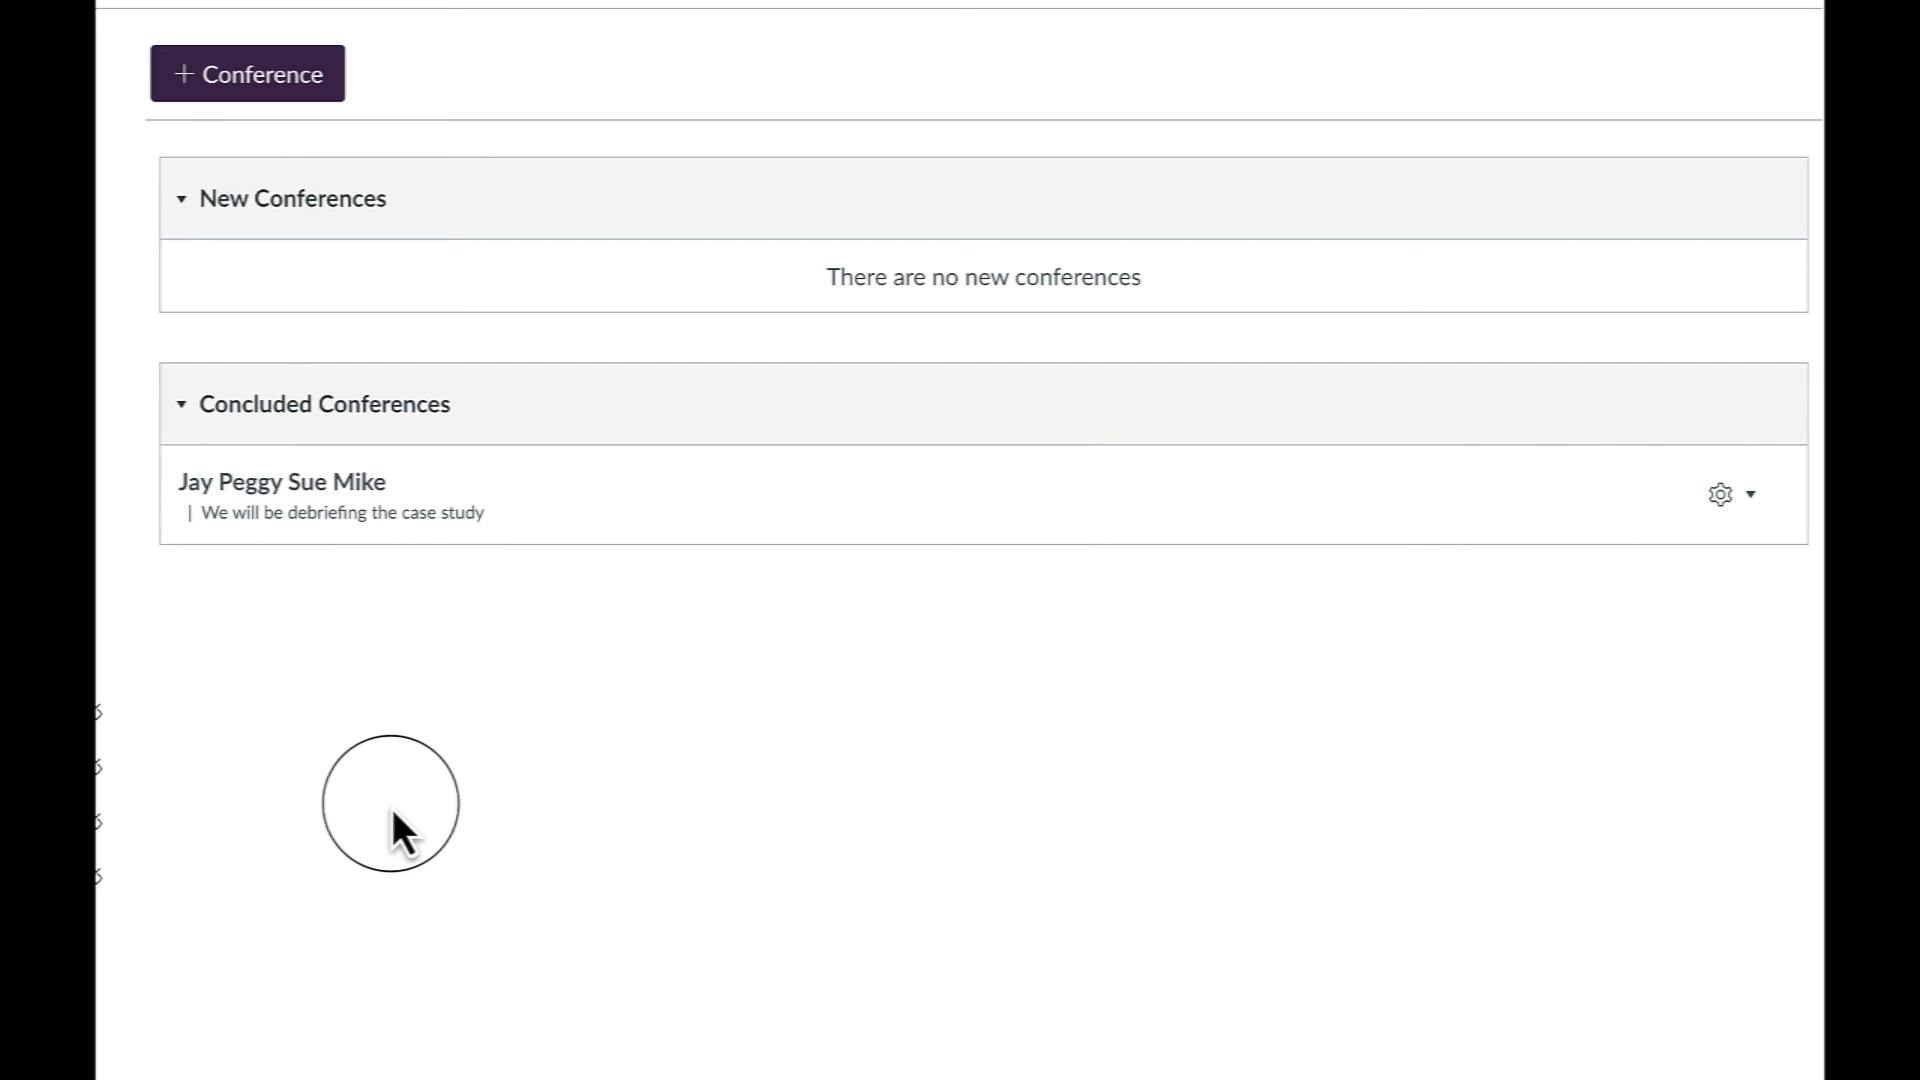 + Conference
New Conferences
There are no new conferences
Concluded Conferences
Jay Peggy Sue Mike
| We will be debriefing the case study